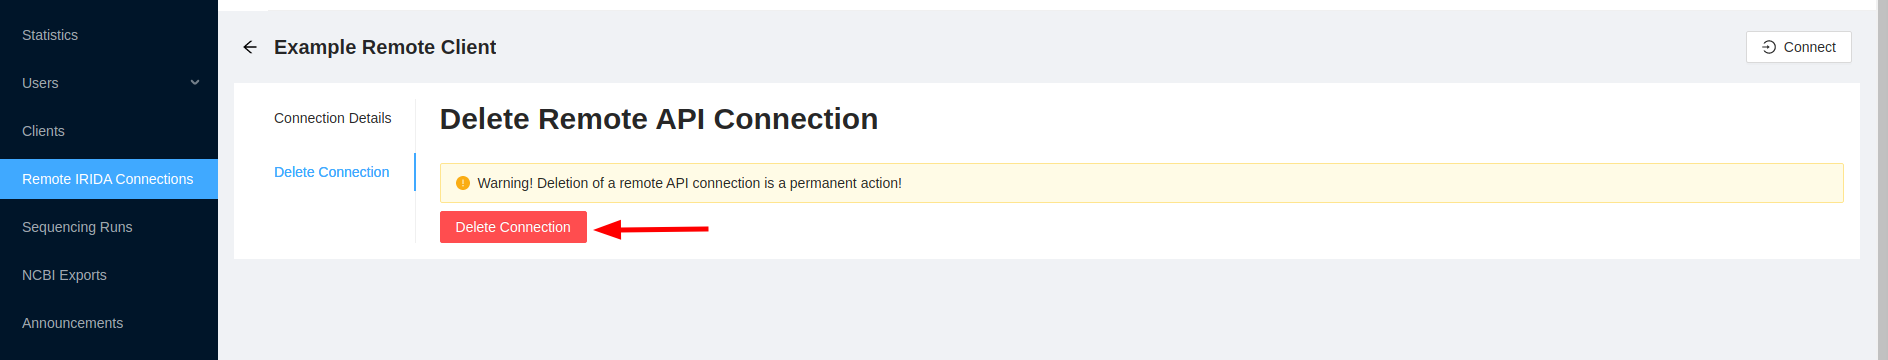 Statistics
Users
Clients
Remote IRIDA Connections
Sequencing Runs
NCBI Exports
Announcements
Example Remote Client
Connect
Connection Details
Delete Connection
Delete Remote API Connection
Warning! Deletion of a remote API connection is a permanent action!
Delete Connection